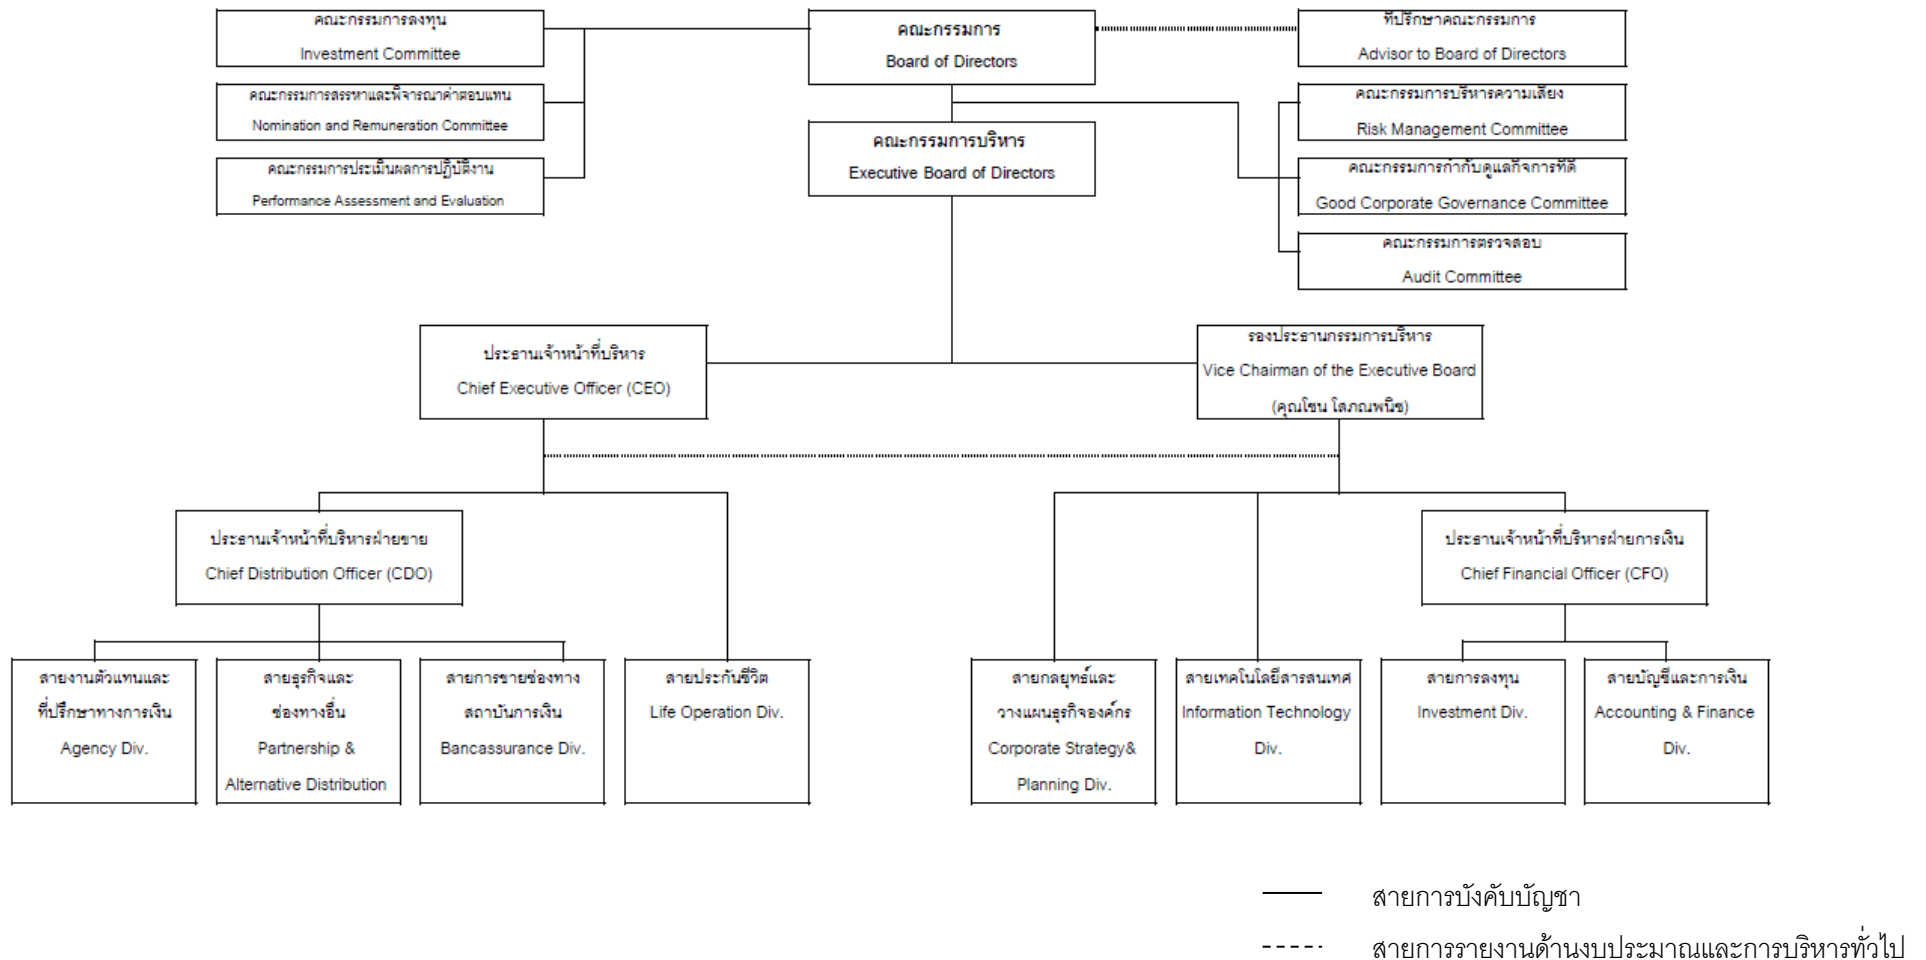 คณะกรรมการลงทุน
Investment Committee
คณะกรรมการ
Board of Directors
ที่ปรึกษาคณะกรรมการ
Advisor to Board of Directors
คณะกรรมการสรรหาและพิจารณาค่าตอบแทน
Nomination and Remuneration Committee
คณะกรรมการบริหารความเสี่ยง
Risk Management Committee
คณะกรรมการบริหาร
Executive Board of Directors
คณะกรรมการประเมินผลการปฏิบัติงาน
Performance Assessment and Evaluation
คณะกรรมการกำกับดูแลกิจการที่ดี
Good Corporate Governance Committee
คณะกรรมการตรวจสอบ
Audit Committee
ประธานเจ้าหน้าที่บริหาร
Chief Executive Officer (CEO)
รองประธานกรรมการบริหาร
Vice Chairman of the Executive Board
(คุณโชน โสภณพนิช)
ประธานเจ้าหน้าที่บริหารฝ่ายขาย
Chief Distribution Officer (CDO)
ประธานเจ้าหน้าที่บริหารฝ่ายการเงิน
Chief Financial Officer (CFO)
สายงานตัวแทนและ
ที่ปรึกษาทางการเงิน
Agency Div.
สายธุรกิจและ
ช่องทางอื่น
Partnership &
Alternative Distribution
สายการขายช่องทาง
สถาบันการเงิน
Bancassurance Div.
สายประกันชีวิต
Life Operation Div.
สายกลยุทธ์และ
วางแผนธุรกิจองค์กร
Corporate Strategy&
Planning Div.
สายเทคโนโลยีสารสนเทศ
Information Technology
Div.
สายการลงทุน
Investment Div.
สายบัญชีและการเงิน
Accounting & Finance
Div.
สายการบังคับบัญชา
สายการรายงานด้านงบประมาณและการบริหารทั่วไป